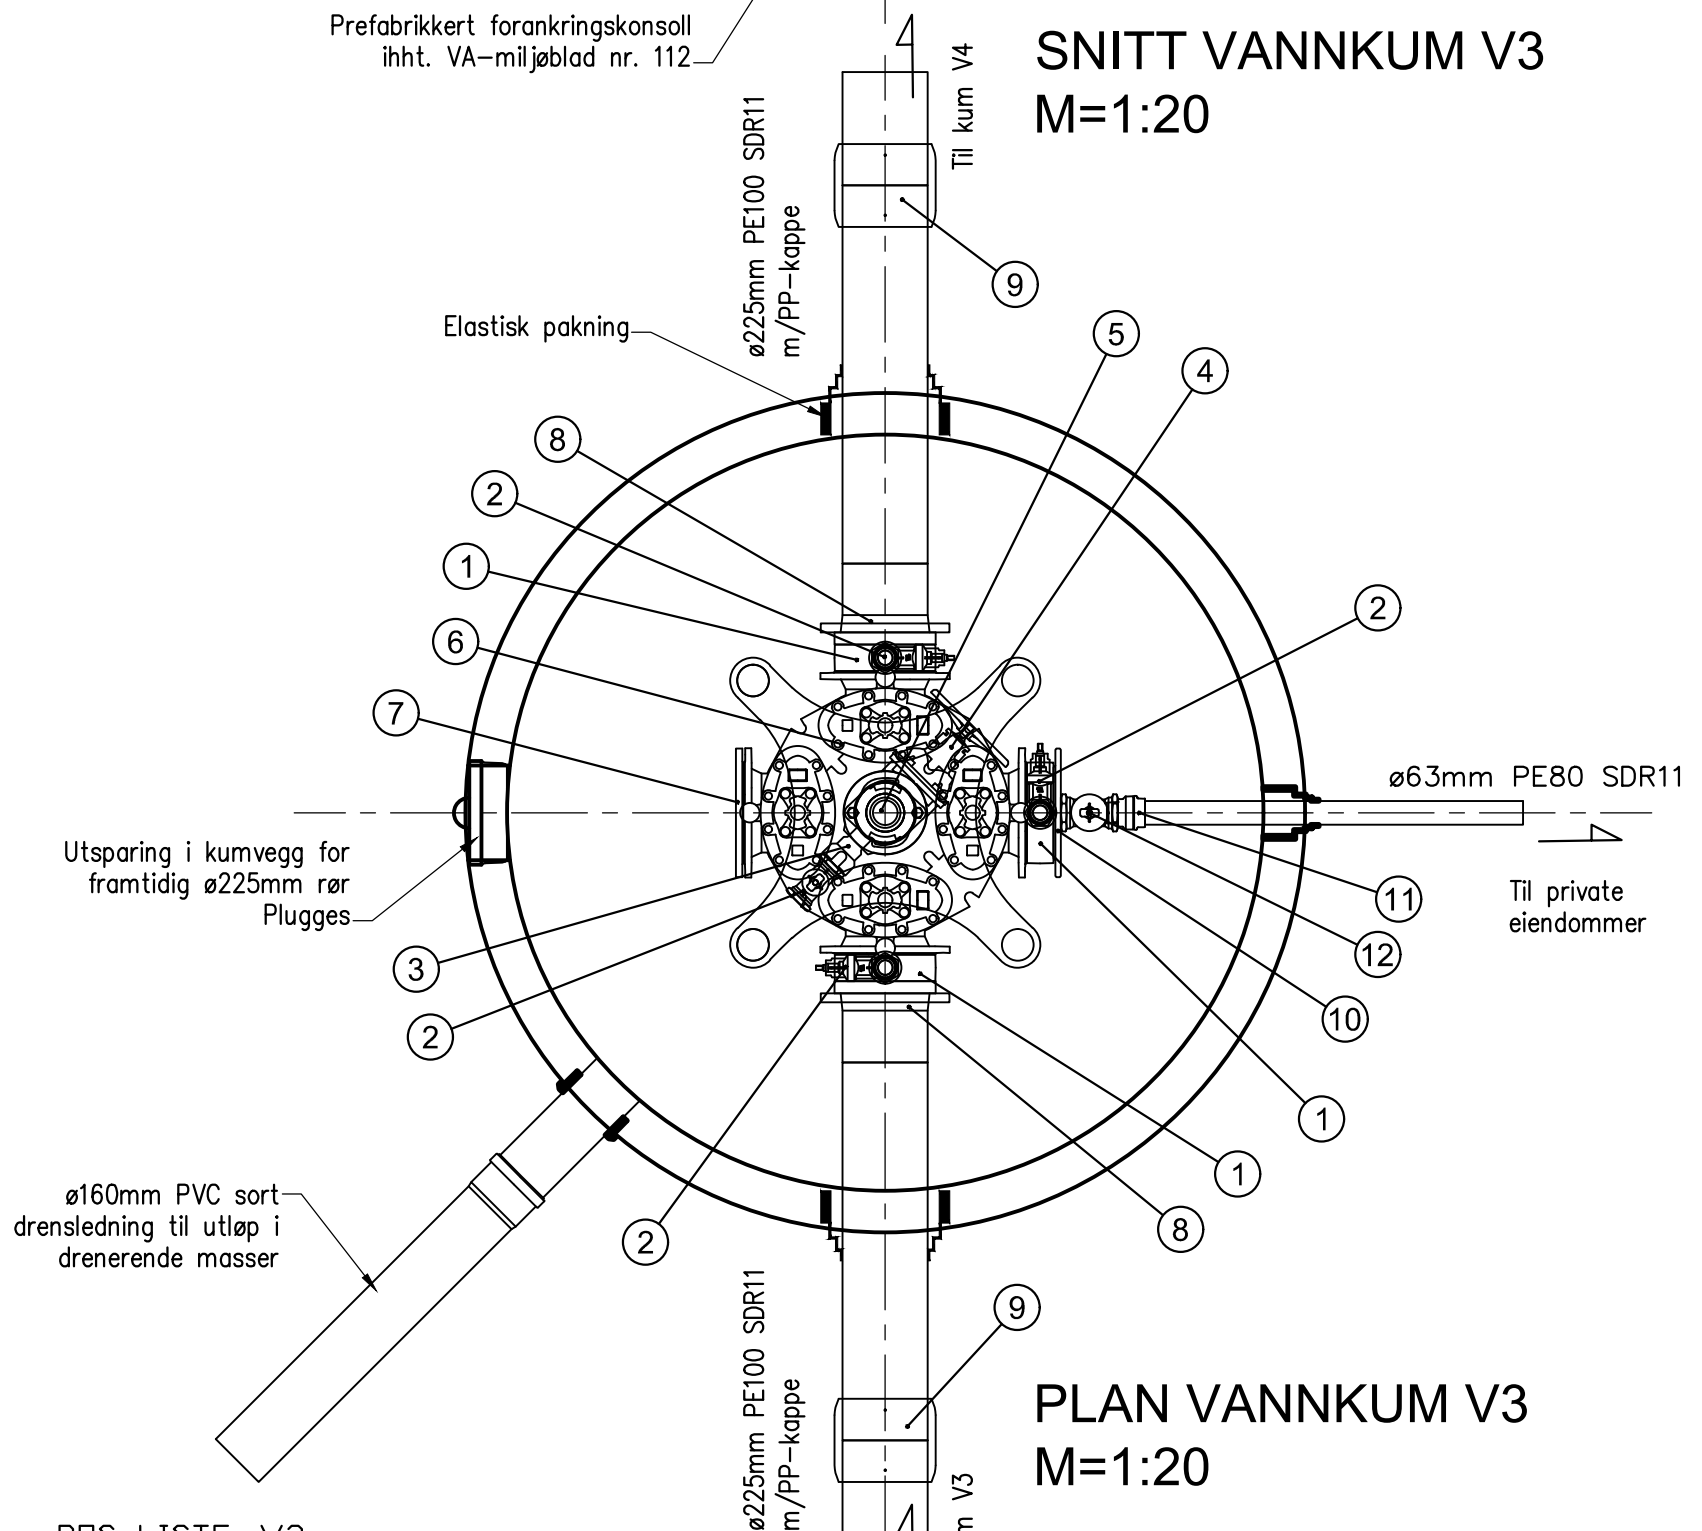 Prefabrikkert forankringskonsoll
ihht. VA-miljøblad nr. 112
SNITT VANNKUM V3
M=1:20
Til kum V4
ø225mm PE100 SDR11
m/PP-kappe
9
Elastisk pakning
5
4
8
2
1
6
2
7
ø63mm PE80 SDR11
Utsparing i kumvegg for
framtidig ø225mm rør
Plugges
Til private
eiendommer
11
12
3
10
2
1
1
ø160mm PVC sort
drensledning til utløp i
drenerende masser
2
8
ø225mm PE100 SDR11
m/PP-kappe
9
PLAN VANNKUM V3
M=1:20
V3